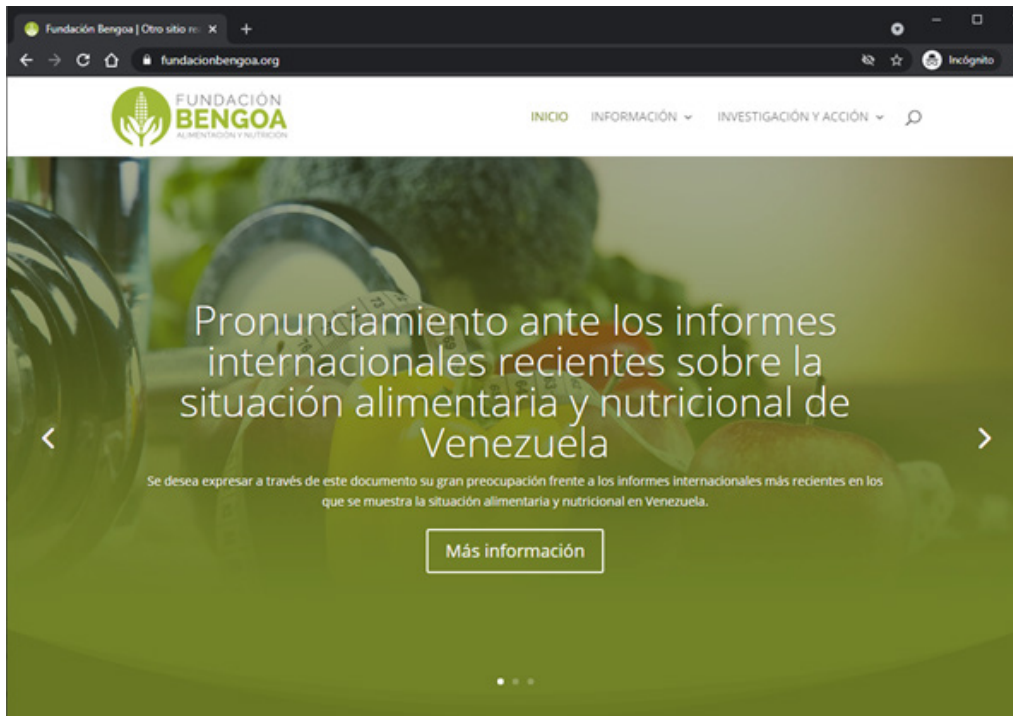 Fundación Bengoa | Otro sitio re
fundacionbengoa.org
Incógnito
FUNDACIÓN
BENGOA
ALIMENTACIÓN Y NUTRICIÓN
INICIO INFORMACIÓN INVESTIGACIÓN Y ACCIÓN
Pronunciamiento ante los informes
internacionales recientes sobre la
situación alimentaria y nutricional de
Venezuela
Se desea expresar a través de este documento su gran preocupación frente a los informes internacionales más recientes en los
que se muestra la situación alimentaria y nutricional en Venezuela.
Más información